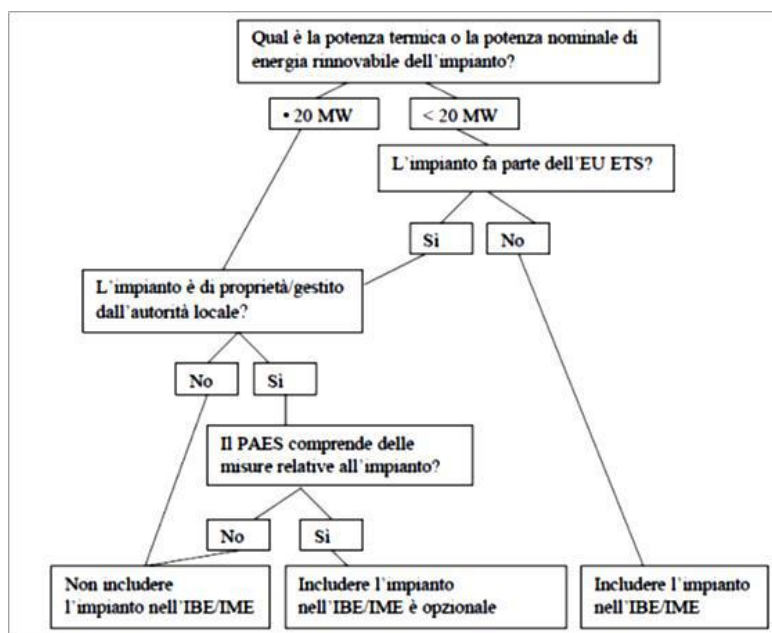 Qual è la potenza termica o la potenza nominale di
energia rinnovabile dell'impianto?
• 20 MW
< 20 MW
L'impianto fa parte dell'EU ETS?
Sì
No
L'impianto è di proprietà/gestito
dall'autorità locale?
No
Sì
Il PAES comprende delle
misure relative all'impianto?
No
Sì
Non includere
l'impianto nell'IBE/IME
Includere l'impianto
nell'IBE/IME è opzionale
Includere l'impianto
nell'IBE/IME